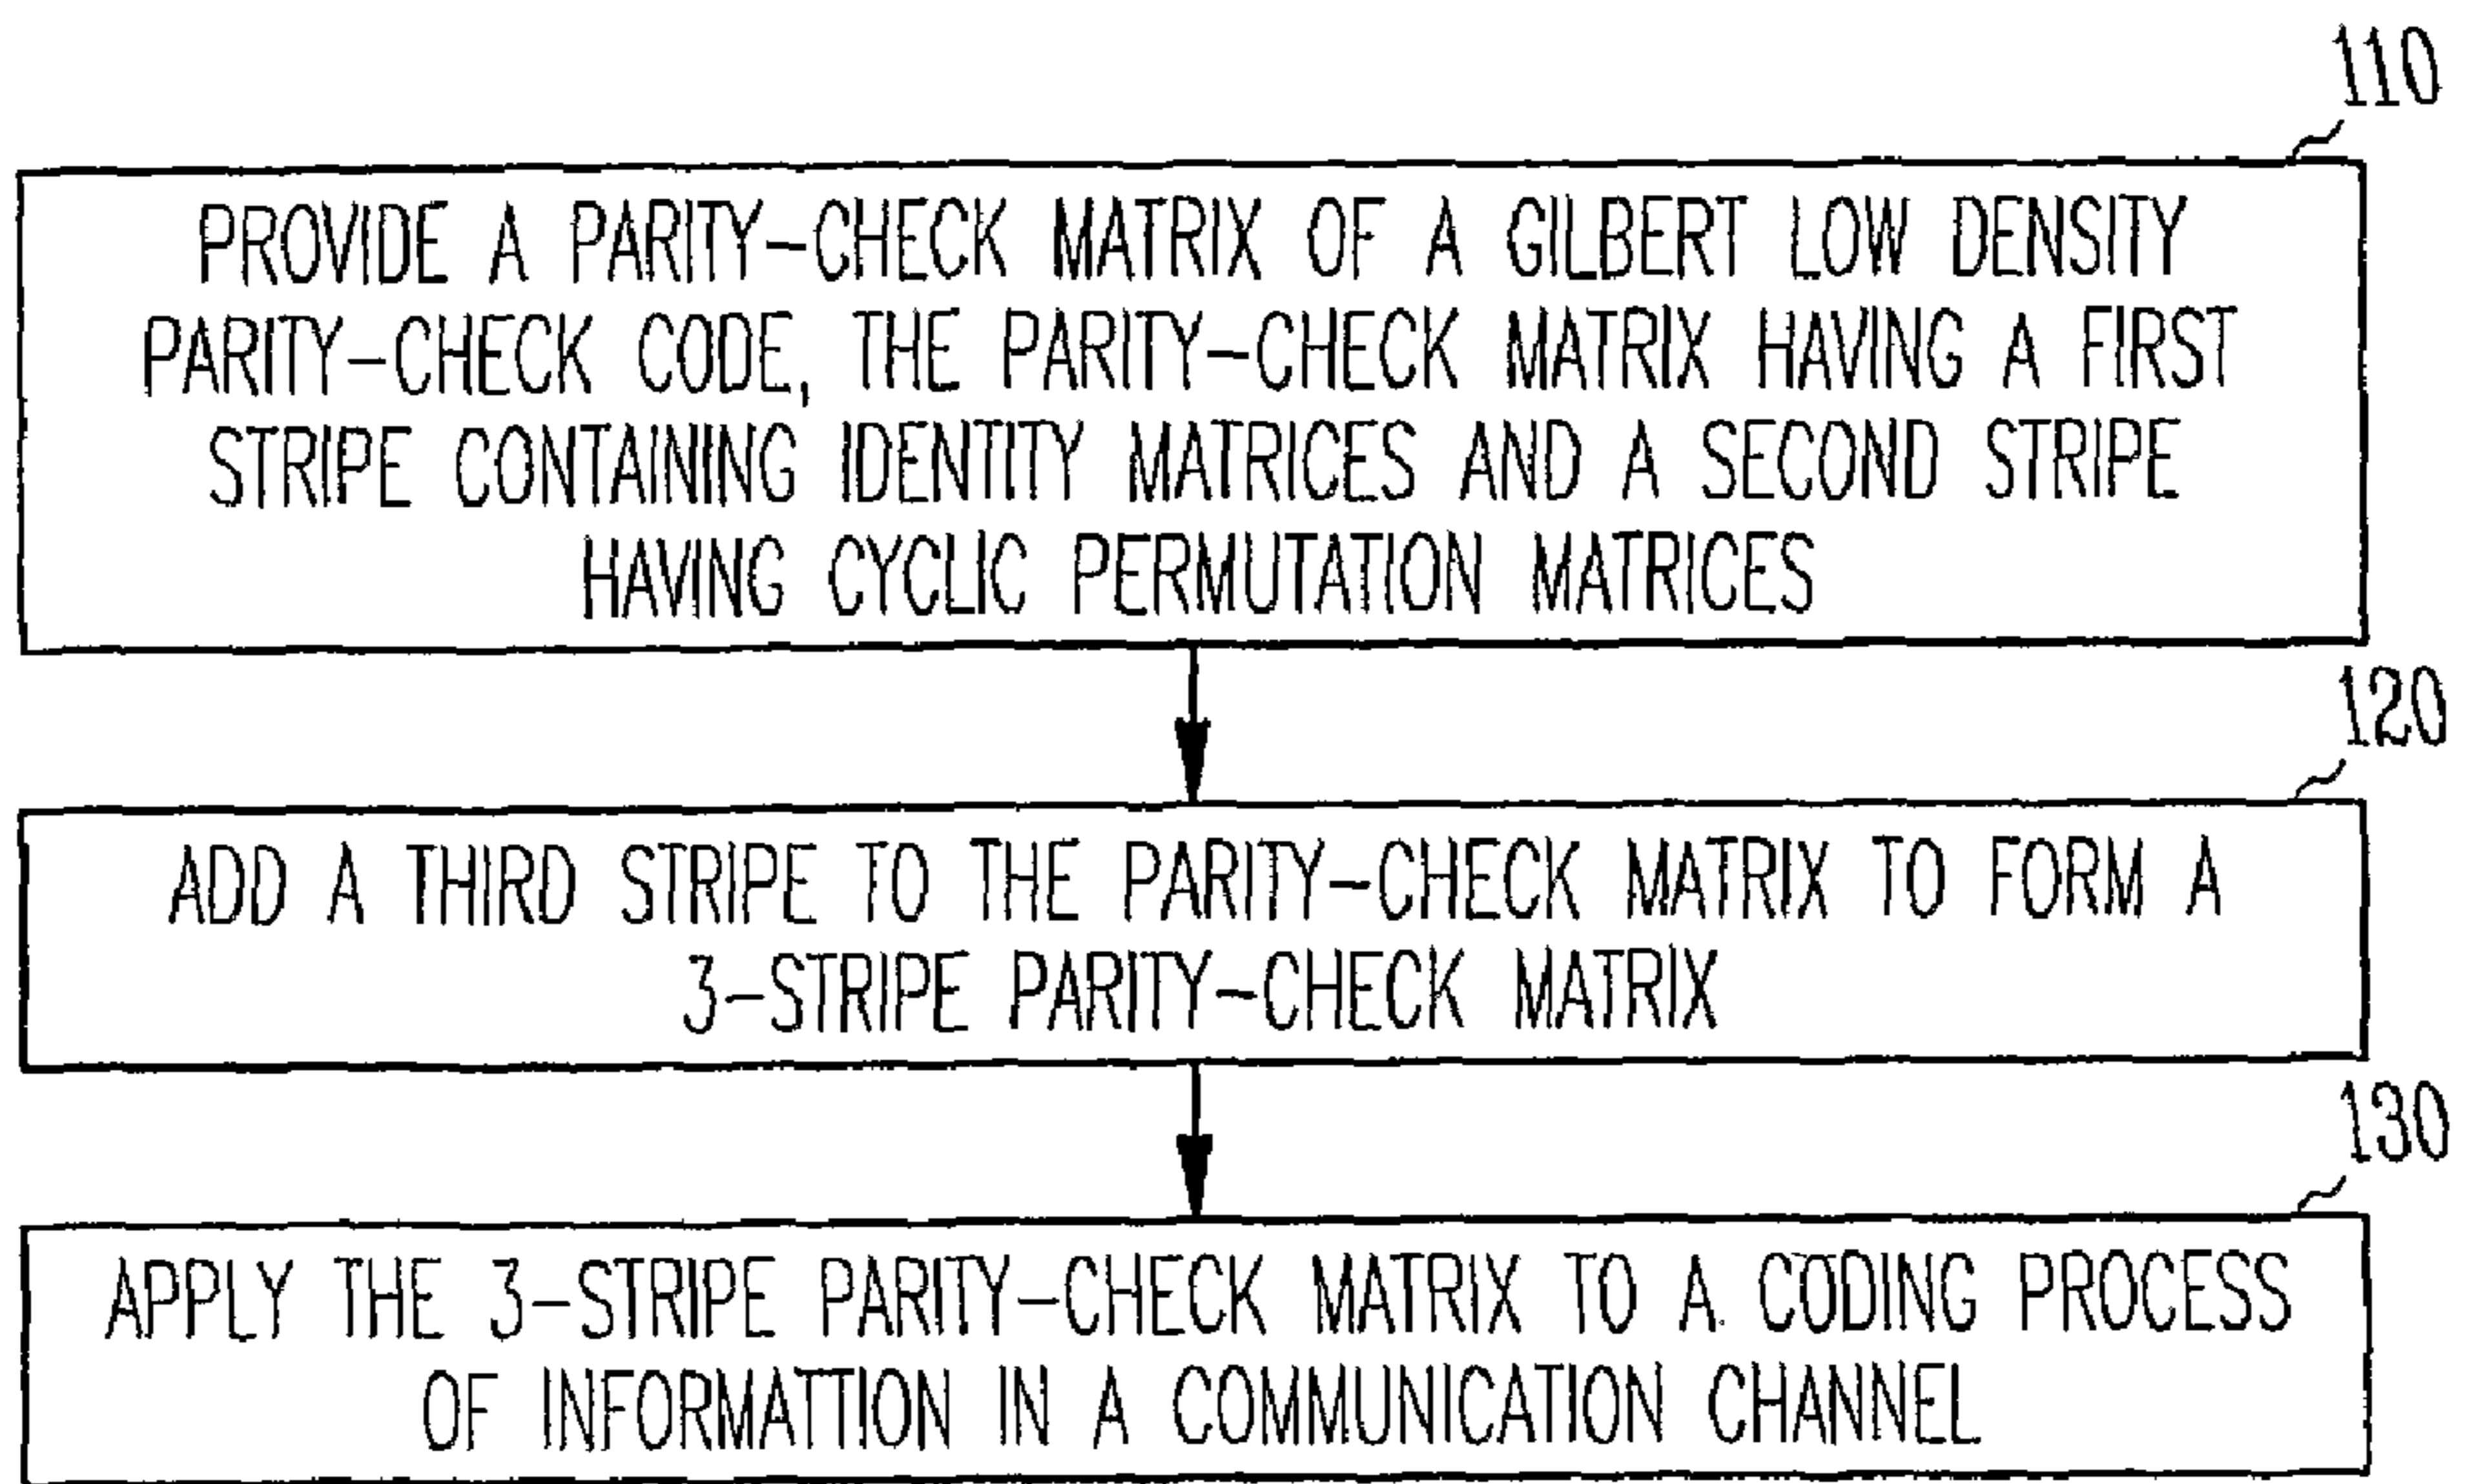 110
PROVIDE A PARITY-CHECK MATRIX OF A GILBERT LOW DENSITY
PARITY-CHECK CODE, THE PARITY-CHECK MATRIX HAVING A FIRST
STRIPE CONTAINING IDENTITY MATRICES AND A SECOND STRIPE
HAVING CYCLIC PERMUTATION MATRICES
120
ADD A THIRD STRIPE TO THE PARITY-CHECK MATRIX TO FORM A
3-STRIPE PARITY-CHECK MATRIX
130
APPLY THE 3-STRIPE PARITY-CHECK MATRIX TO A CODING PROCESS
OF INFORMATTION IN A COMMUNICATION CHANNEL